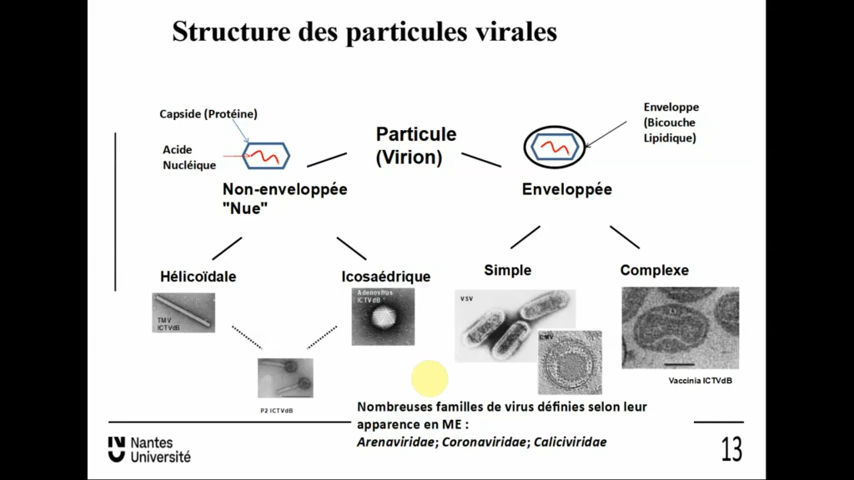 Structure des particules virales
Capside (Protéine)
Acide
Nucléique
Particule
(Virion)
Enveloppe
(Bicouche
Lipidique)
Non-enveloppée
"Nue"
Enveloppée
Hélicoïdale
Icosaédrique
Simple
Complexe
TMV
ICTVdB
Adenovirus
ICTVdB
VSV
CMV
Vaccinia ICTVdB
P2 ICTVdB
Nombreuses familles de virus définies selon leur
apparence en ME :
Arenaviridae; Coronaviridae; Caliciviridae
Nantes
Université
13